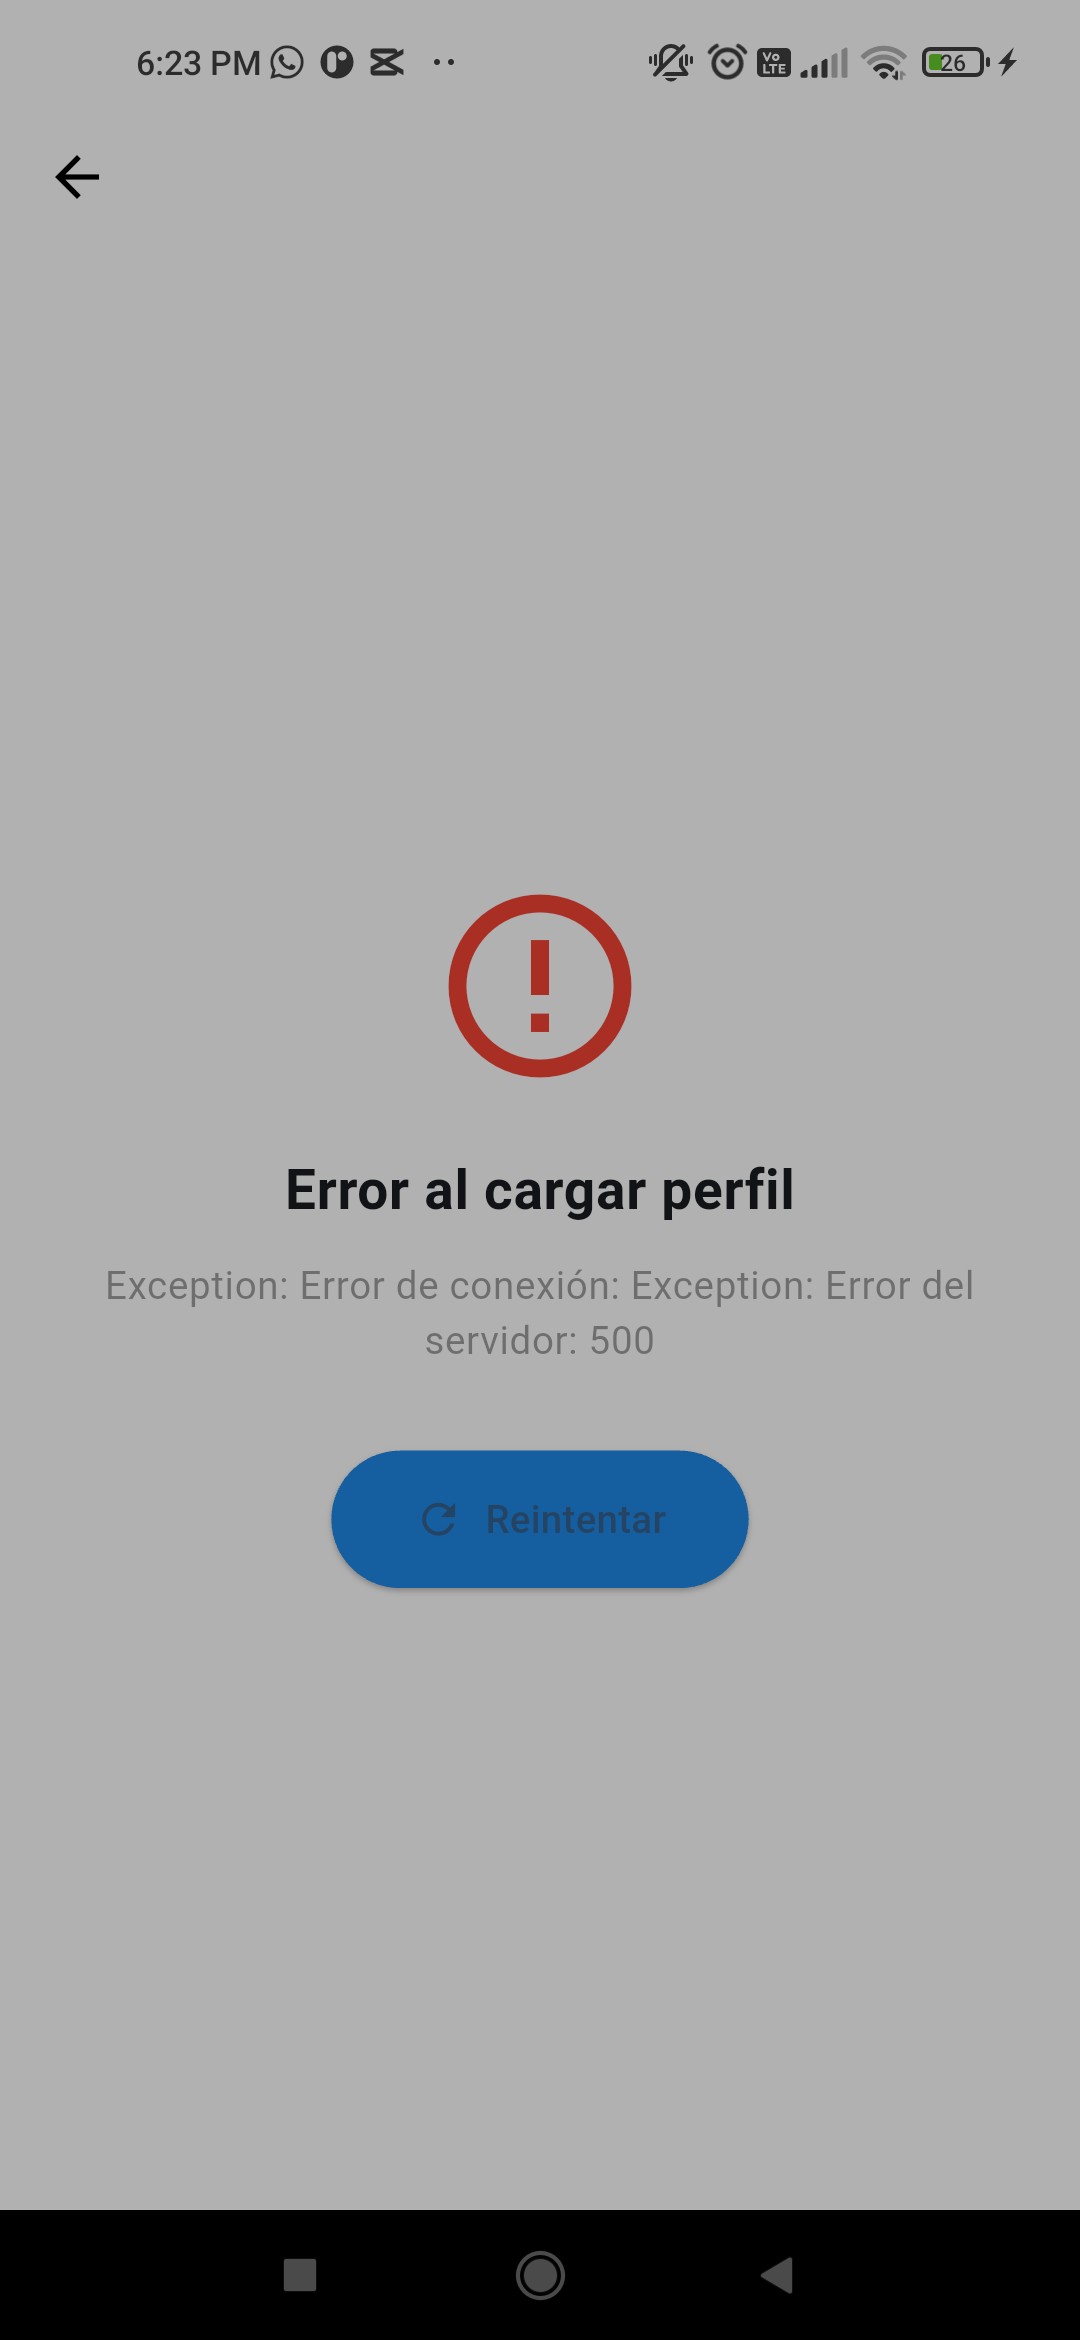 6:23 PM
Vo
LTE
26
Error al cargar perfil
Exception: Error de conexión: Exception: Error del
servidor: 500
Reintentar